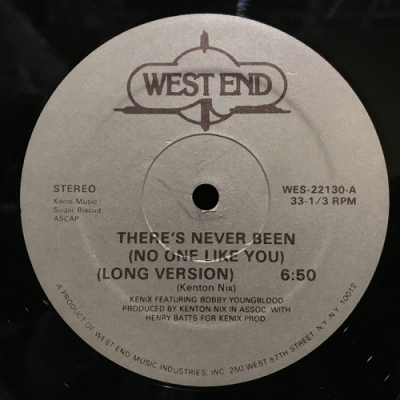 WEST END
STEREO
Kenix Music
Sugar Biscuit
ASCAP
WES-22130-A
33-1/3 RPM
THERE'S NEVER BEEN
(NO ONE LIKE YOU)
(LONG VERSION) 6:50
(Kenton Nix)
KENIX FEATURING BOBBY YOUNGBLOOD
PRODUCED BY KENTON NIX IN ASSOC WITH
HENRY BATTS FOR KENIX PROD.
A PRODUCT OF WEST END MUSIC INDUSTRIES, INC 250 WEST 57TH STREET, N.Y. N.Y. 10019